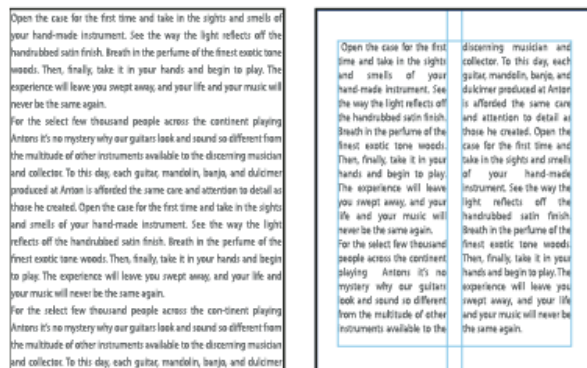 Open the case for the first time and take in the sights and smells of
your hand-made instrument. See the way the light reflects off the
handrubbed satin finish. Breath in the perfume of the finest exotic tone
woods. Then, finally, take it in your hands and begin to play. The
experience will leave you swept away, and your life and your music will
never be the same again.
For the select few thousand people across the continent playing
Antons it's no mystery why our guitars look and sound so different from
the multitude of other instruments available to the discerning musician
and collector. To this day, each guitar, mandolin, banjo, and dulcimer
produced at Anton is afforded the same care and attention to detail as
those he created. Open the case for the first time and take in the sights
and smells of your hand-made instrument. See the way the light
reflects off the handrubbed satin finish. Breath in the perfume of the
finest exotic tone woods. Then, finally, take it in your hands and begin
to play. The experience will leave you swept away, and your life and
your music will never be the same again.
For the select few thousand people across the con-tinent playing
Antons it's no mystery why our guitars look and sound so different from
the multitude of other instruments available to the discerning musician
and collector. To this day, each guitar, mandolin, banjo, and dulcimer
Open the case for the first
time and take in the sights
and smells of your
hand-made instrument. See
the way the light reflects off
the handrubbed satin finish.
Breath in the perfume of the
finest exotic tone woods.
Then, finally, take it in your
hands and begin to play.
The experience will leave
you swept away, and your
life and your music will
never be the same again.
For the select few thousand
people across the continent
playing Antons it's no
mystery why our guitars
look and sound so different
from the multitude of other
instruments available to the
discerning musician and
collector. To this day, each
guitar, mandolin, banjo, and
dulcimer produced at Anton
is afforded the same care
and attention to detail as
those he created. Open the
case for the first time and
take in the sights and smells
of your hand-made
instrument. See the way the
light reflects off the
handrubbed satin finish.
Breath in the perfume of the
finest exotic tone woods.
Then, finally, take it in your
hands and begin to play. The
experience will leave you
swept away, and your life
and your music will never be
the same again.